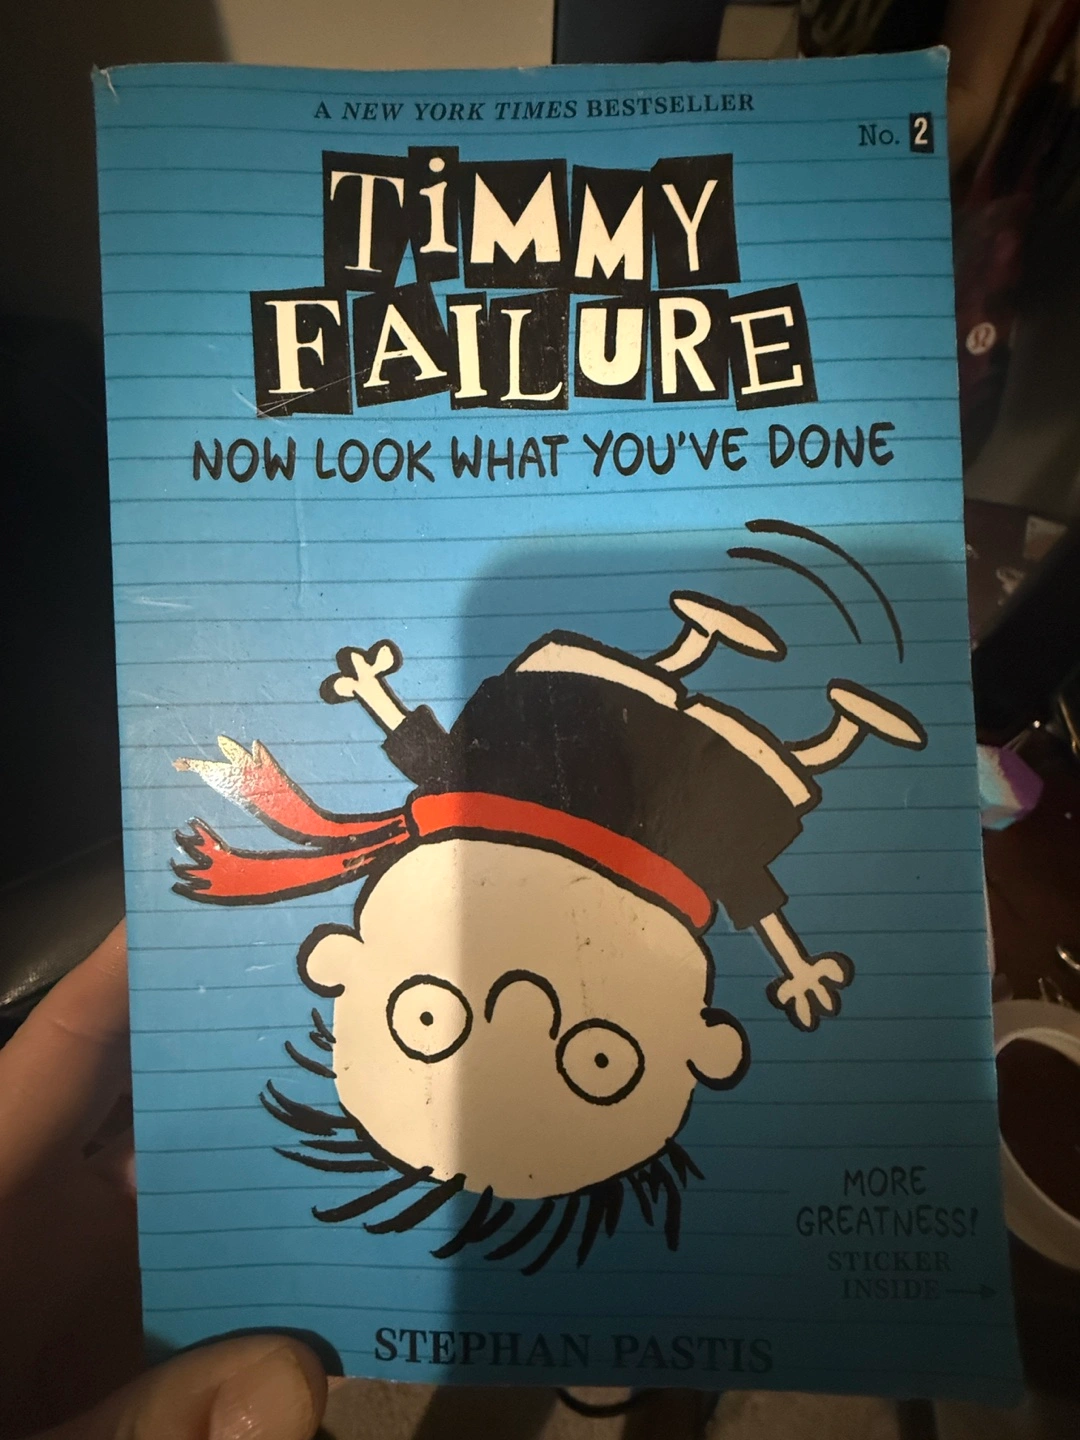 A NEW YORK TIMES BESTSELLER
No. 2
TiMMY
FAILURE
NOW LOOK WHAT YOU'VE DONE
MORE
GREATNESS!
STICKER
INSIDE
STEPHAN PASTIS